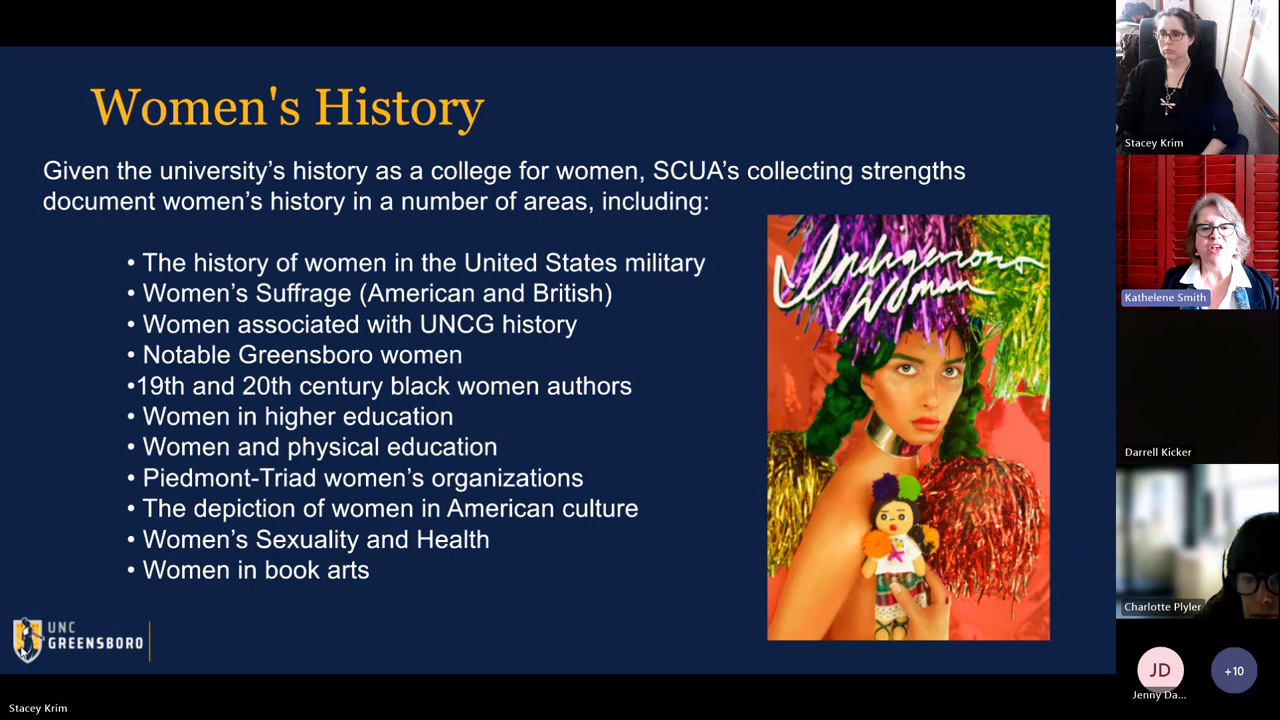 Women's History
Given the university’s history as a college for women, SCUA’s collecting strengths
document women’s history in a number of areas, including:
• The history of women in the United States military
• Women’s Suffrage (American and British)
• Women associated with UNCG history
• Notable Greensboro women
•19th and 20th century black women authors
• Women in higher education
• Women and physical education
• Piedmont-Triad women’s organizations
• The depiction of women in American culture
• Women’s Sexuality and Health
• Women in book arts
Indigenous
Woman
UNC
GREENSBORO
Stacey Krim
Stacey Krim
Kathelene Smith
Darrell Kicker
Charlotte Plyler
JD
Jenny Da...
+10